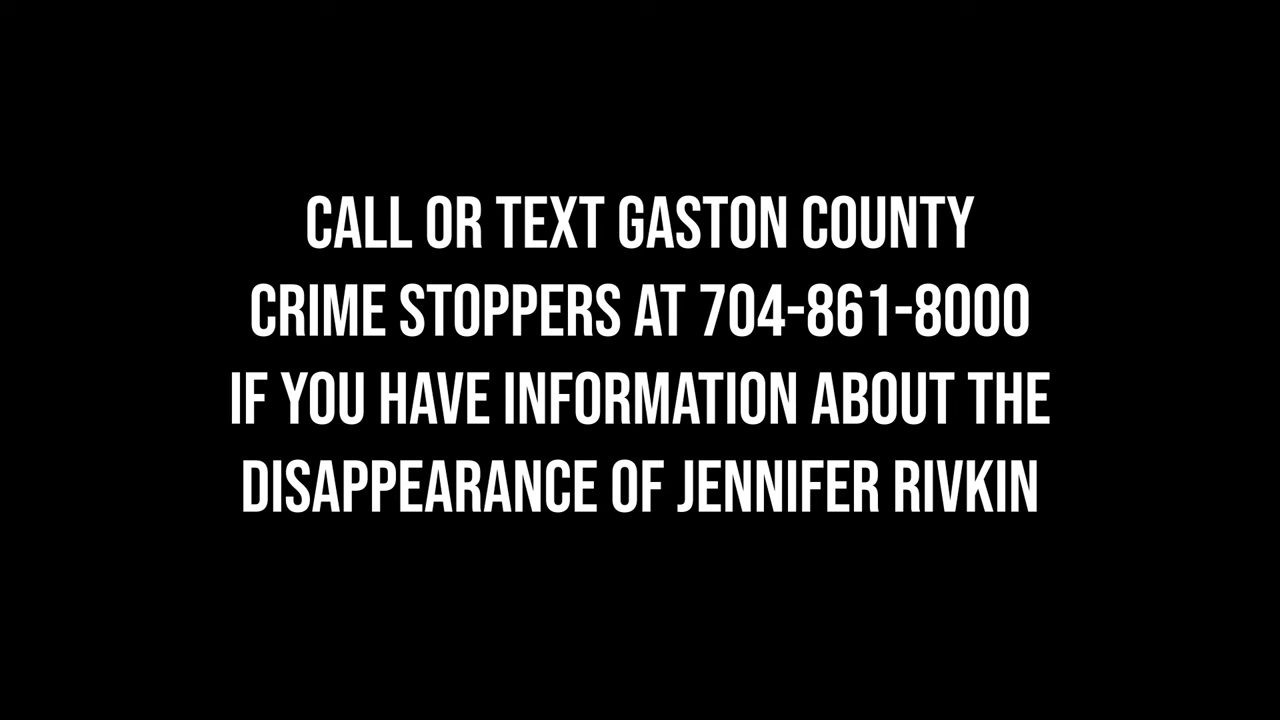 CALL OR TEXT GASTON COUNTY
CRIME STOPPERS AT 704-861-8000
IF YOU HAVE INFORMATION ABOUT THE
DISAPPEARANCE OF JENNIFER RIVKIN